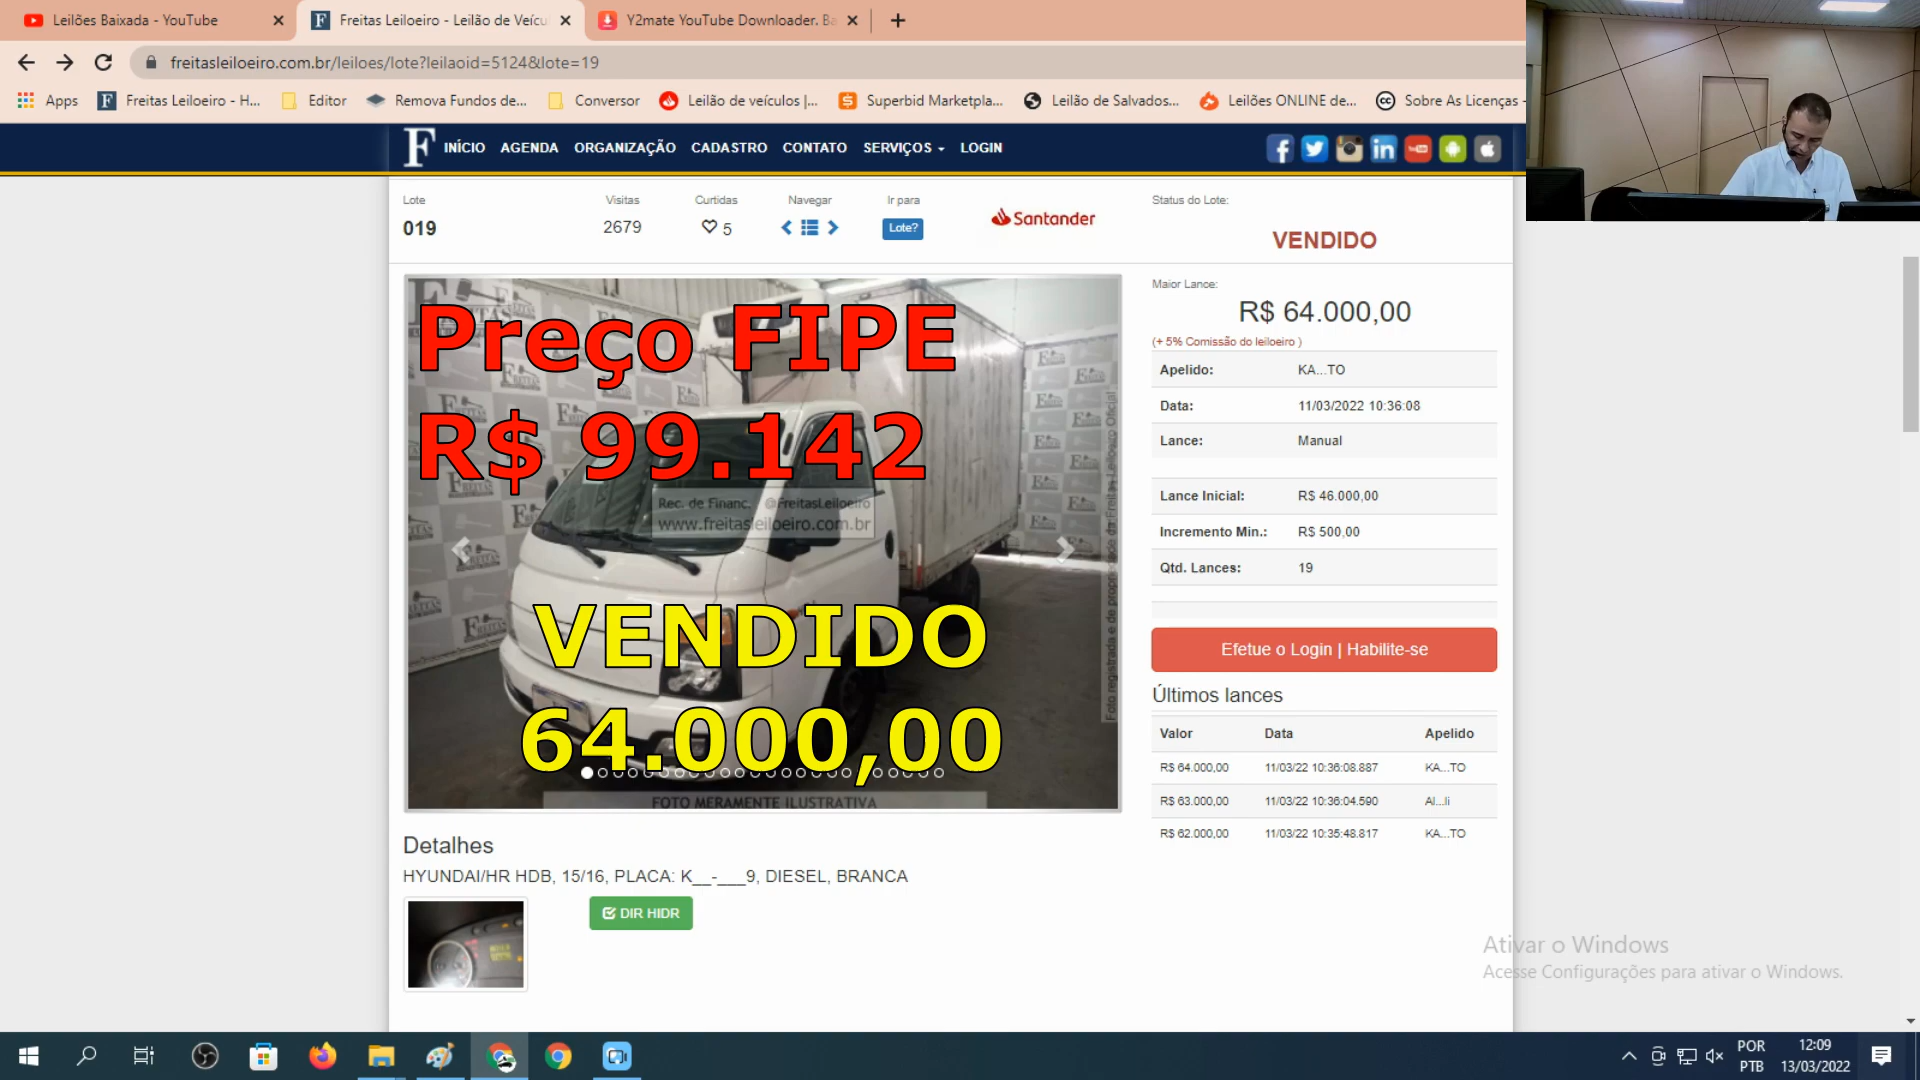 Leilões Baixada - YouTube
Freitas Leiloeiro - Leilão de Veícu
Y2mate YouTube Downloader. Ba
freitasleiloeiro.com.br/leiloes/lote?leilaoid=5124&lote=19
Apps
Freitas Leiloeiro - H...
Editor
Remova Fundos de...
Conversor
Leilão de veículos |...
Superbid Marketpla...
Leilão de Salvados...
Leilões ONLINE de...
Sobre As Licenças -
F INÍCIO AGENDA ORGANIZAÇÃO CADASTRO CONTATO SERVIÇOS LOGIN
Lote
019
Visitas
2679
Curtidas
5
Navegar
Ir para
Lote?
Santander
Status do Lote:
VENDIDO
Preço FIPE
R$ 99.142
Rec. de Financ. @FreitasLeiloeiro
www.freitasleiloeiro.com.br
VENDIDO
64.000,00
FOTO MERAMENTE ILUSTRATIVA
Foto registrada e de propriedade da Freitas Leiloeiro Oficial
Maior Lance:
R$ 64.000,00
(+ 5% Comissão do leiloeiro )
Apelido: KA...TO
Data: 11/03/2022 10:36:08
Lance: Manual
Lance Inicial: R$ 46.000,00
Incremento Min.: R$ 500,00
Qtd. Lances: 19
Efetue o Login | Habilite-se
Últimos lances
Valor Data Apelido
R$ 64.000,00 11/03/22 10:36:08.887 KA...TO
R$ 63.000,00 11/03/22 10:36:04.590 Al...li
R$ 62.000,00 11/03/22 10:35:48.817 KA...TO
Detalhes
HYUNDAI/HR HDB, 15/16, PLACA: K__-___9, DIESEL, BRANCA
DIR HIDR
Ativar o Windows
Acesse Configurações para ativar o Windows.
POR
PTB
12:09
13/03/2022